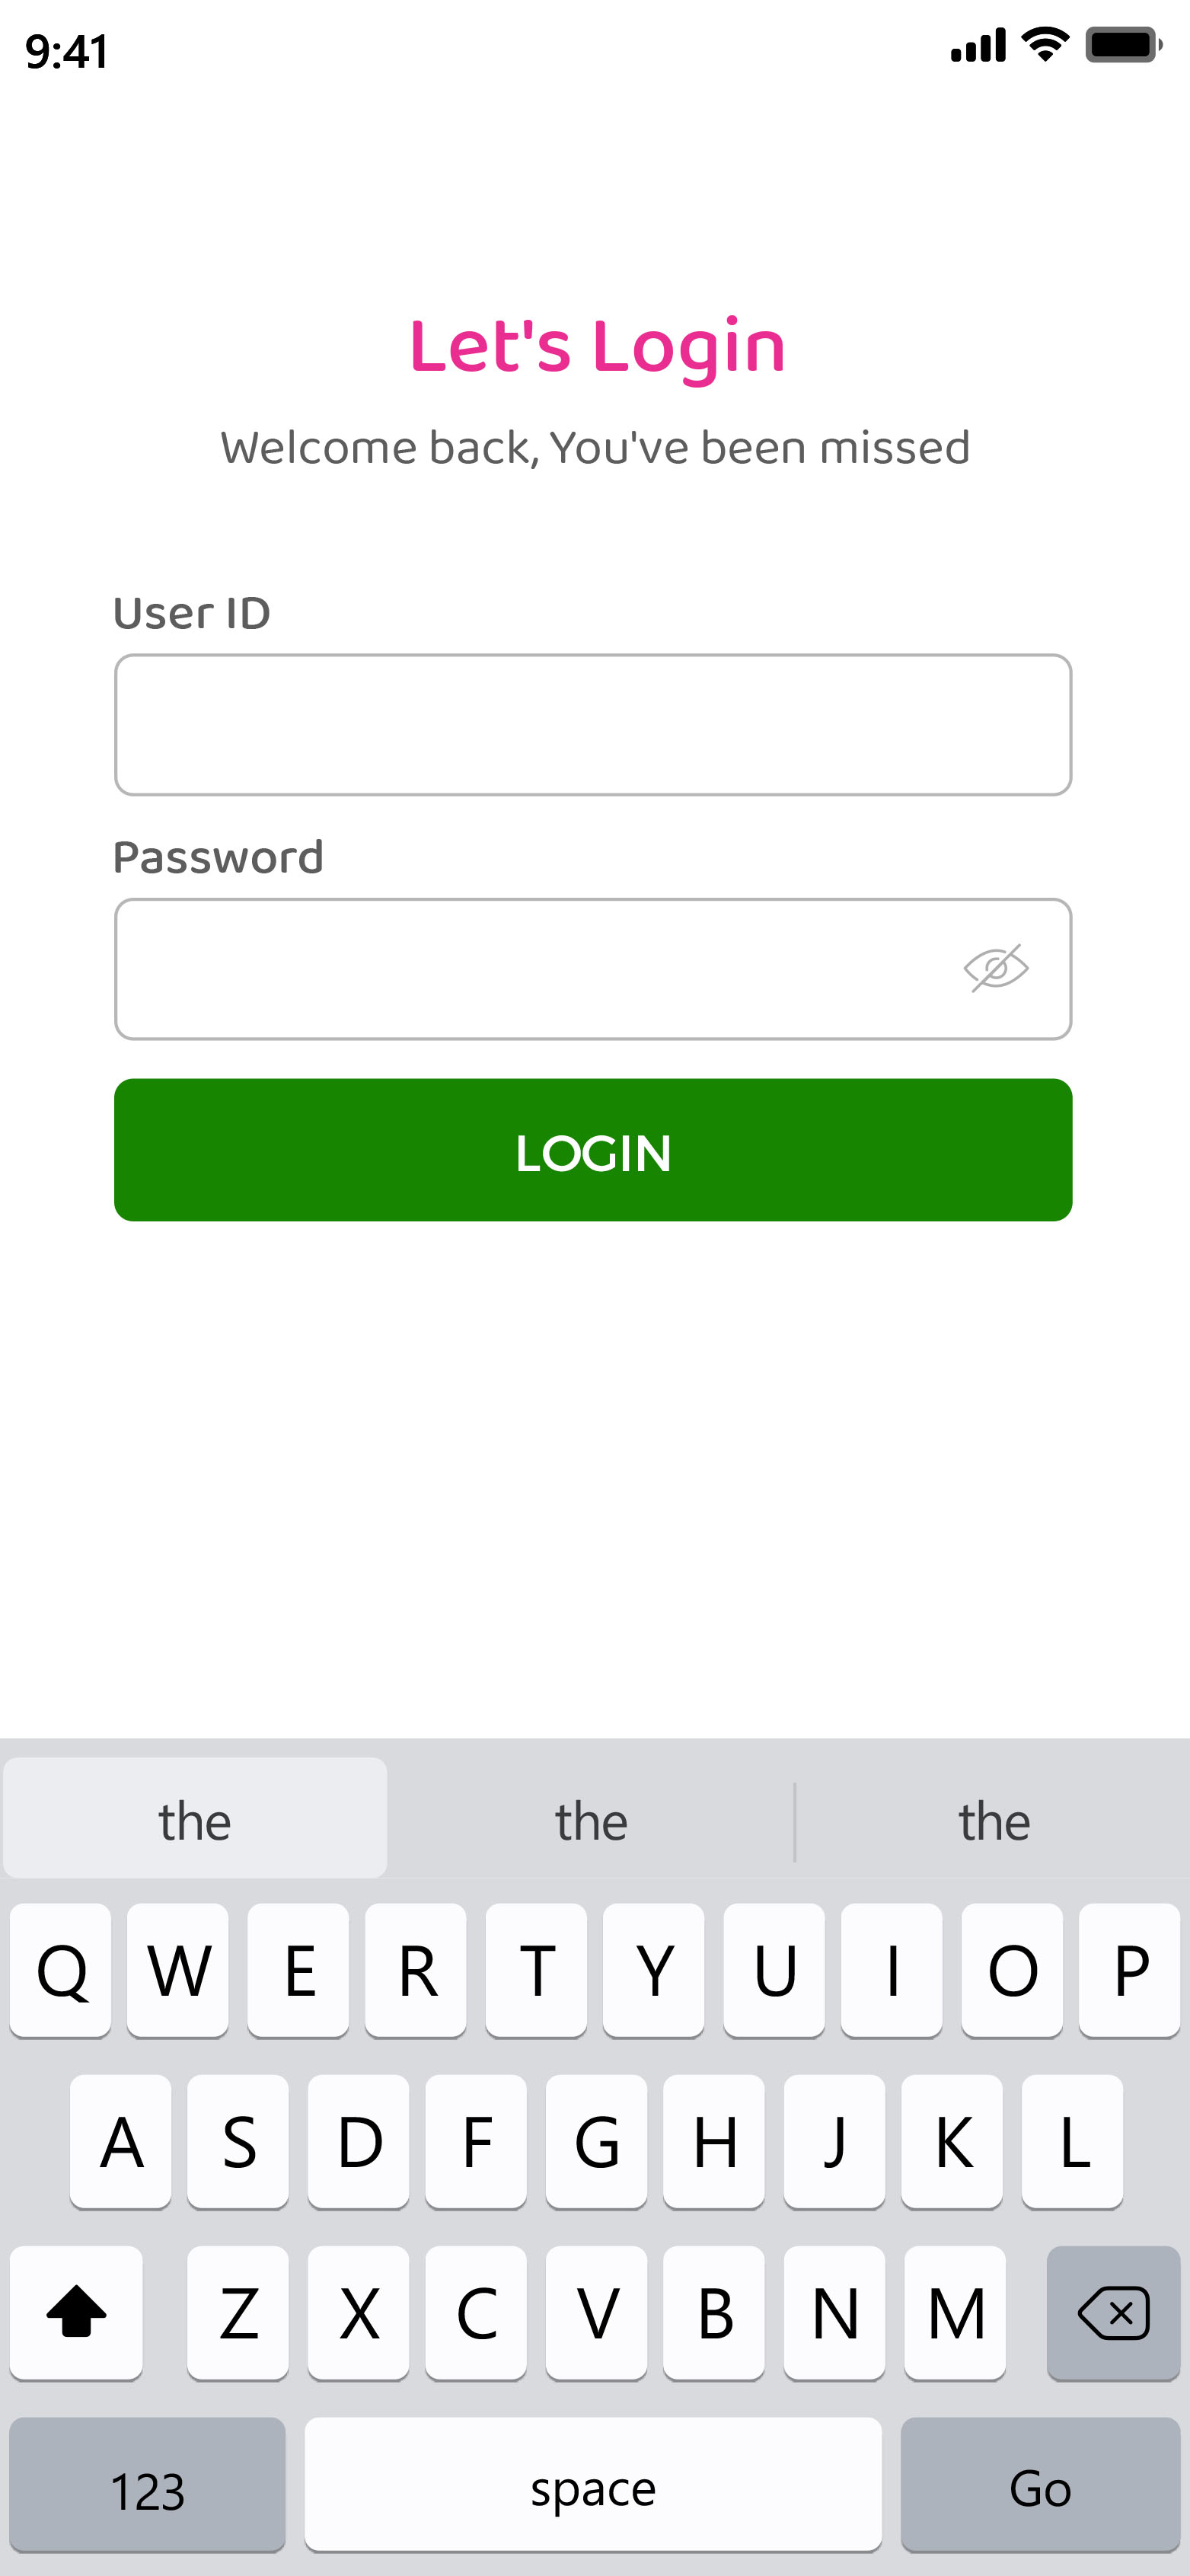 9:41
Let's Login
Welcome back, You've been missed
User ID
Password
LOGIN
the the the
Q W E R T Y U I O P
A S D F G H J K L
Z X C V B N M
123 space Go